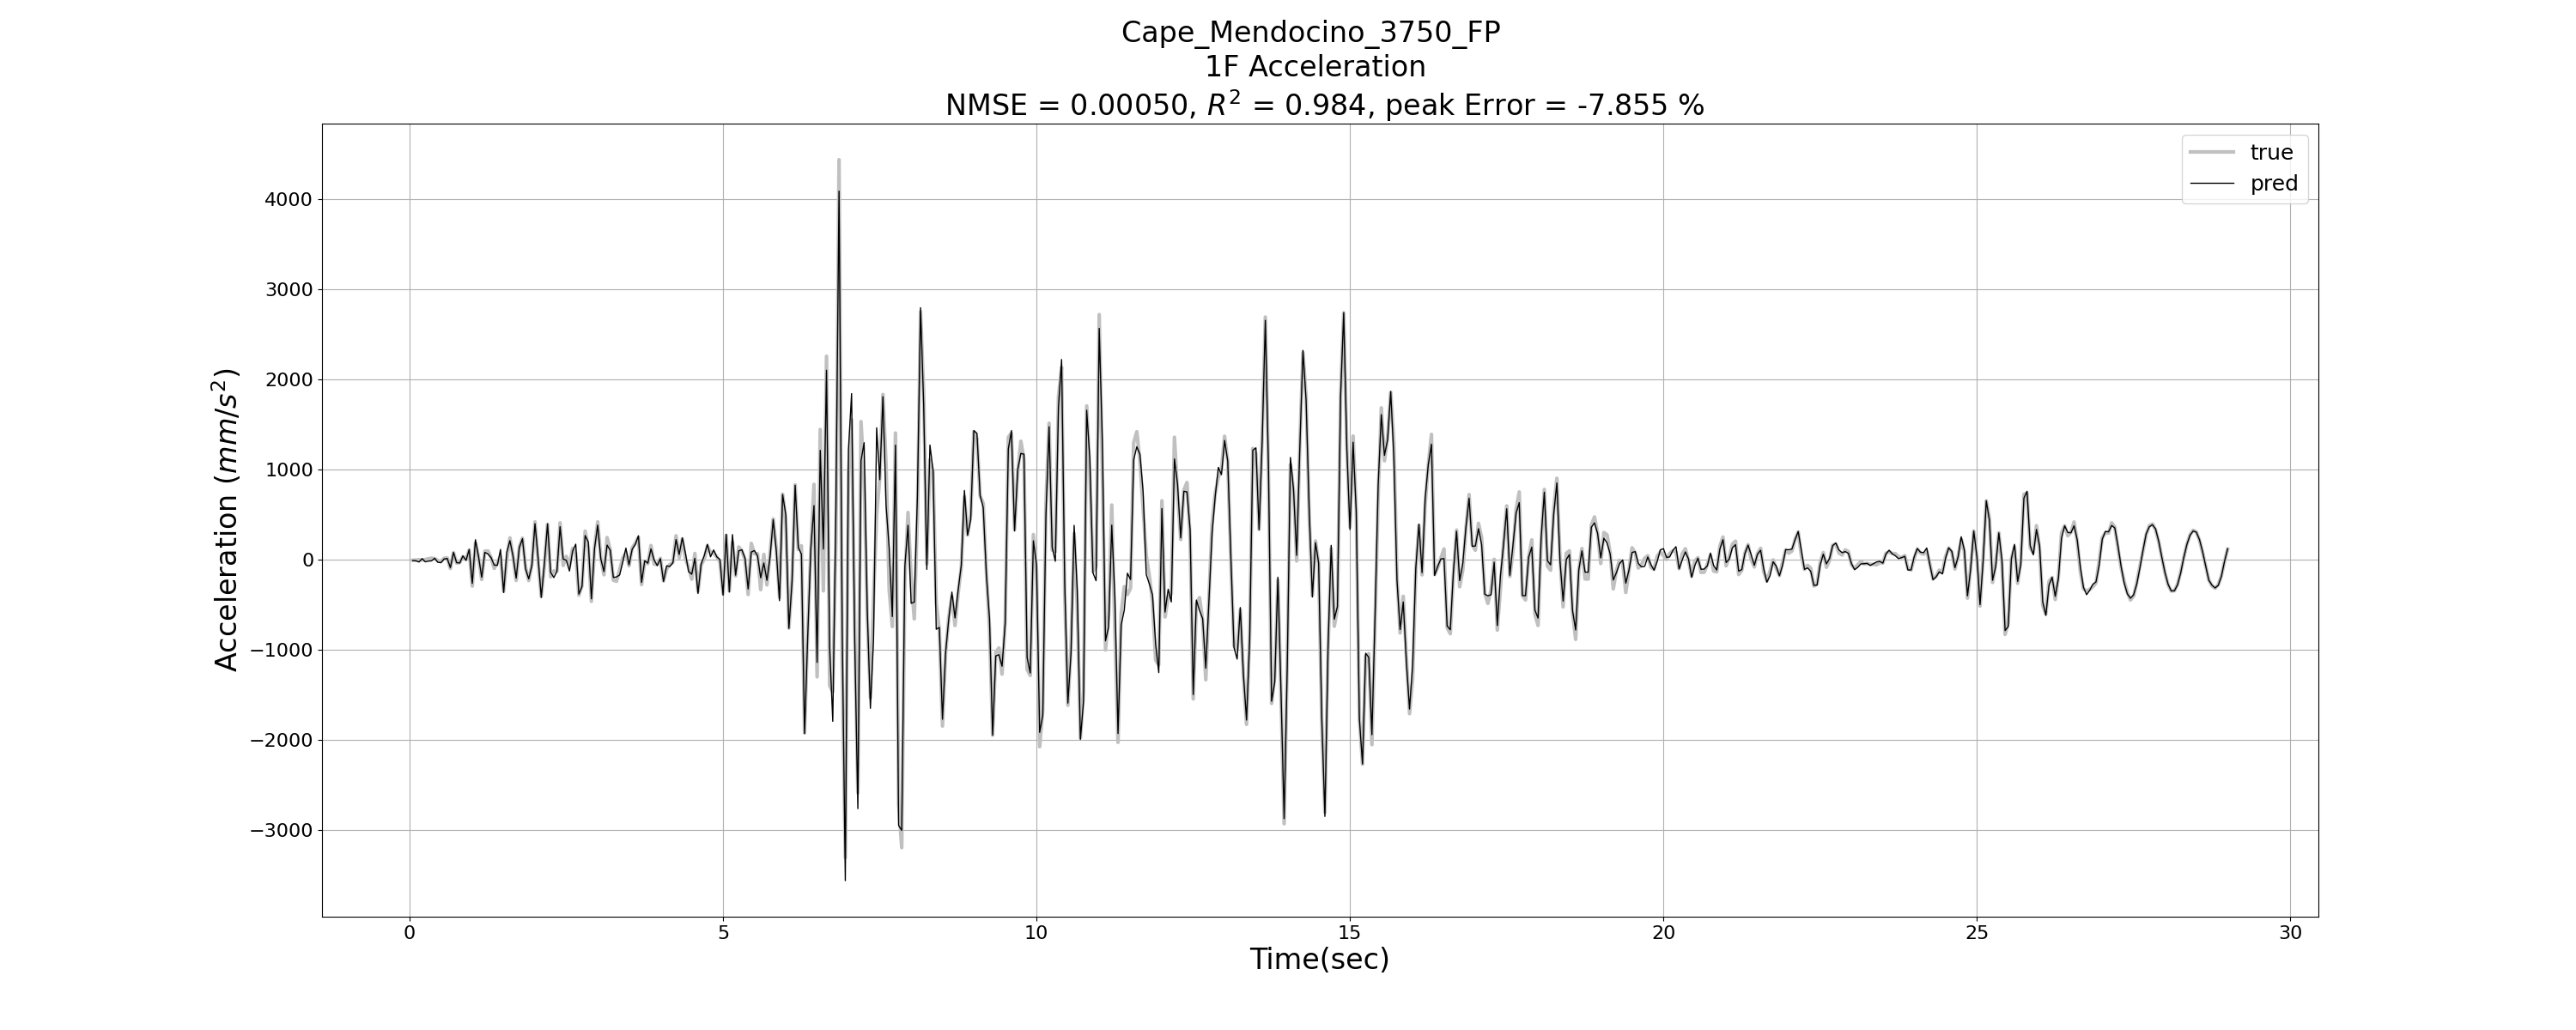 Cape_Mendocino_3750_FP
1F Acceleration
NMSE = 0.00050, R² = 0.984, peak Error = -7.855 %
true
pred
Acceleration (mm/s²)
4000
3000
2000
1000
0
−1000
−2000
−3000
0 5 10 15 20 25 30
Time(sec)